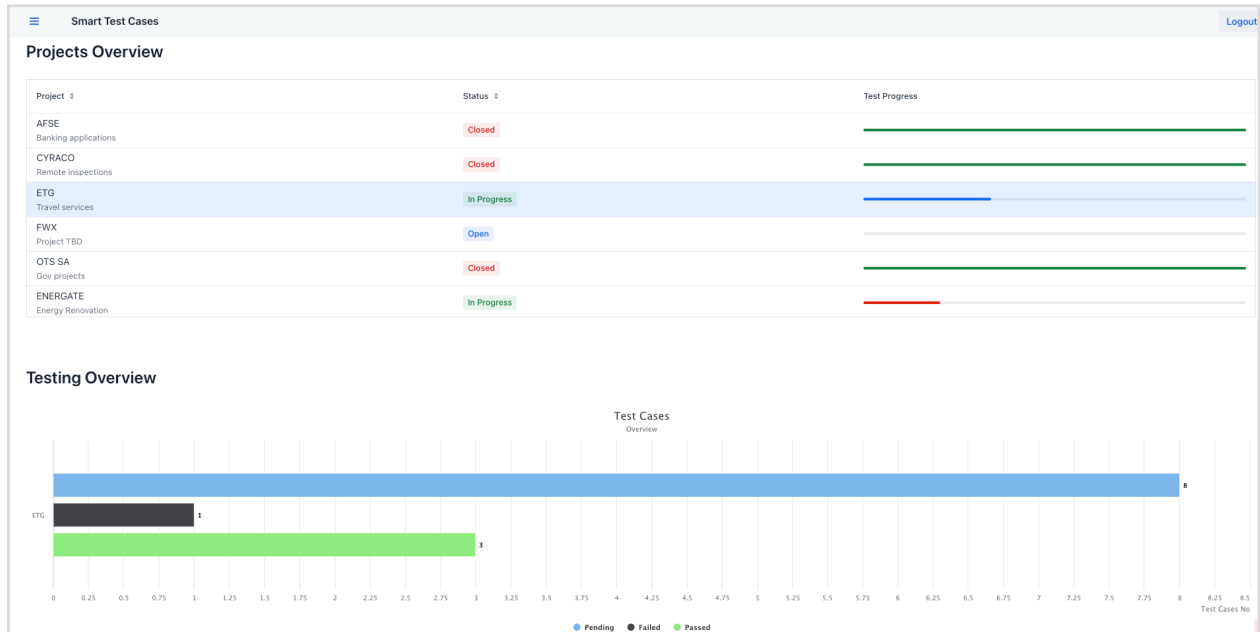 Smart Test Cases
Logout
Projects Overview
Project Status Test Progress
AFSE
Banking applications
Closed
CYRACO
Remote inspections
Closed
ETG
Travel services
In Progress
FWX
Project TBD
Open
OTS SA
Gov projects
Closed
ENERGATE
Energy Renovation
In Progress
Testing Overview
Test Cases
Overview
8
ETG
1
3
0 0.25 0.5 0.75 1 1.25 1.5 1.75 2 2.25 2.5 2.75 3 3.25 3.5 3.75 4 4.25 4.5 4.75 5 5.25 5.5 5.75 6 6.25 6.5 6.75 7 7.25 7.5 7.75 8 8.25 8.5
Test Cases No
Pending Failed Passed